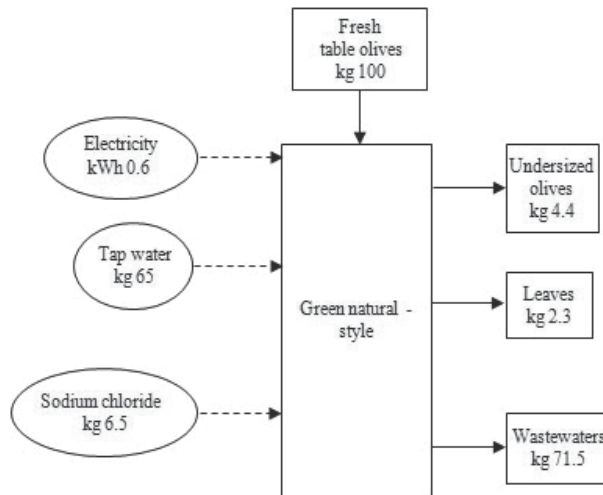 Fresh
table olives
kg 100
Electricity
kWh 0.6
Undersized
olives
kg 4.4
Tap water
kg 65
Green natural -
style
Leaves
kg 2.3
Sodium chloride
kg 6.5
Wastewaters
kg 71.5